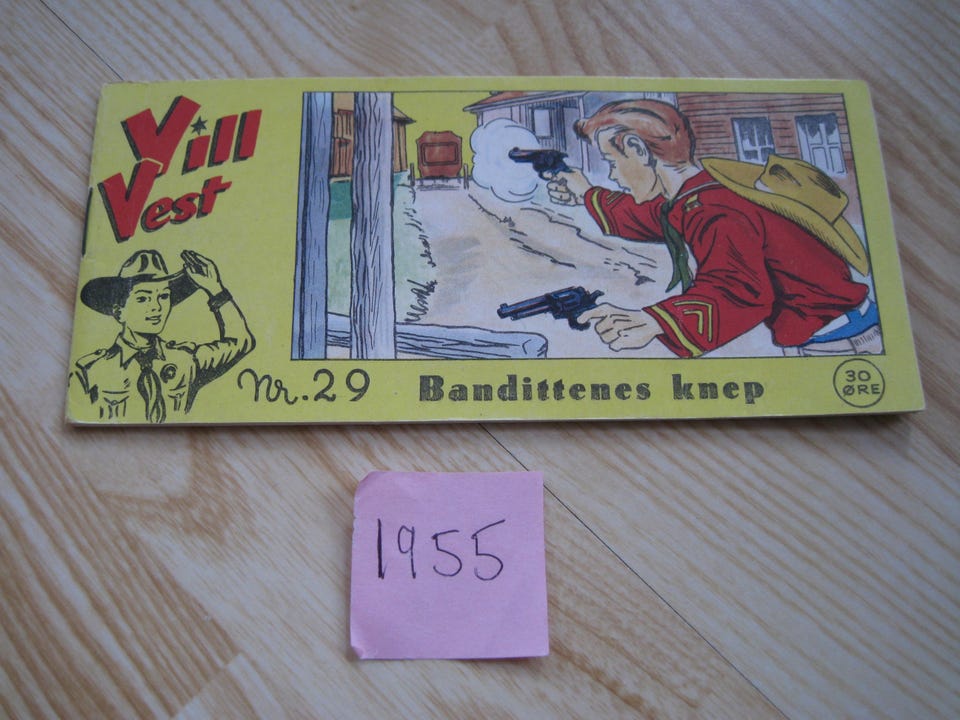 Vill
Vest
Nr. 29
Bandittenes knep
30
ØRE
1955